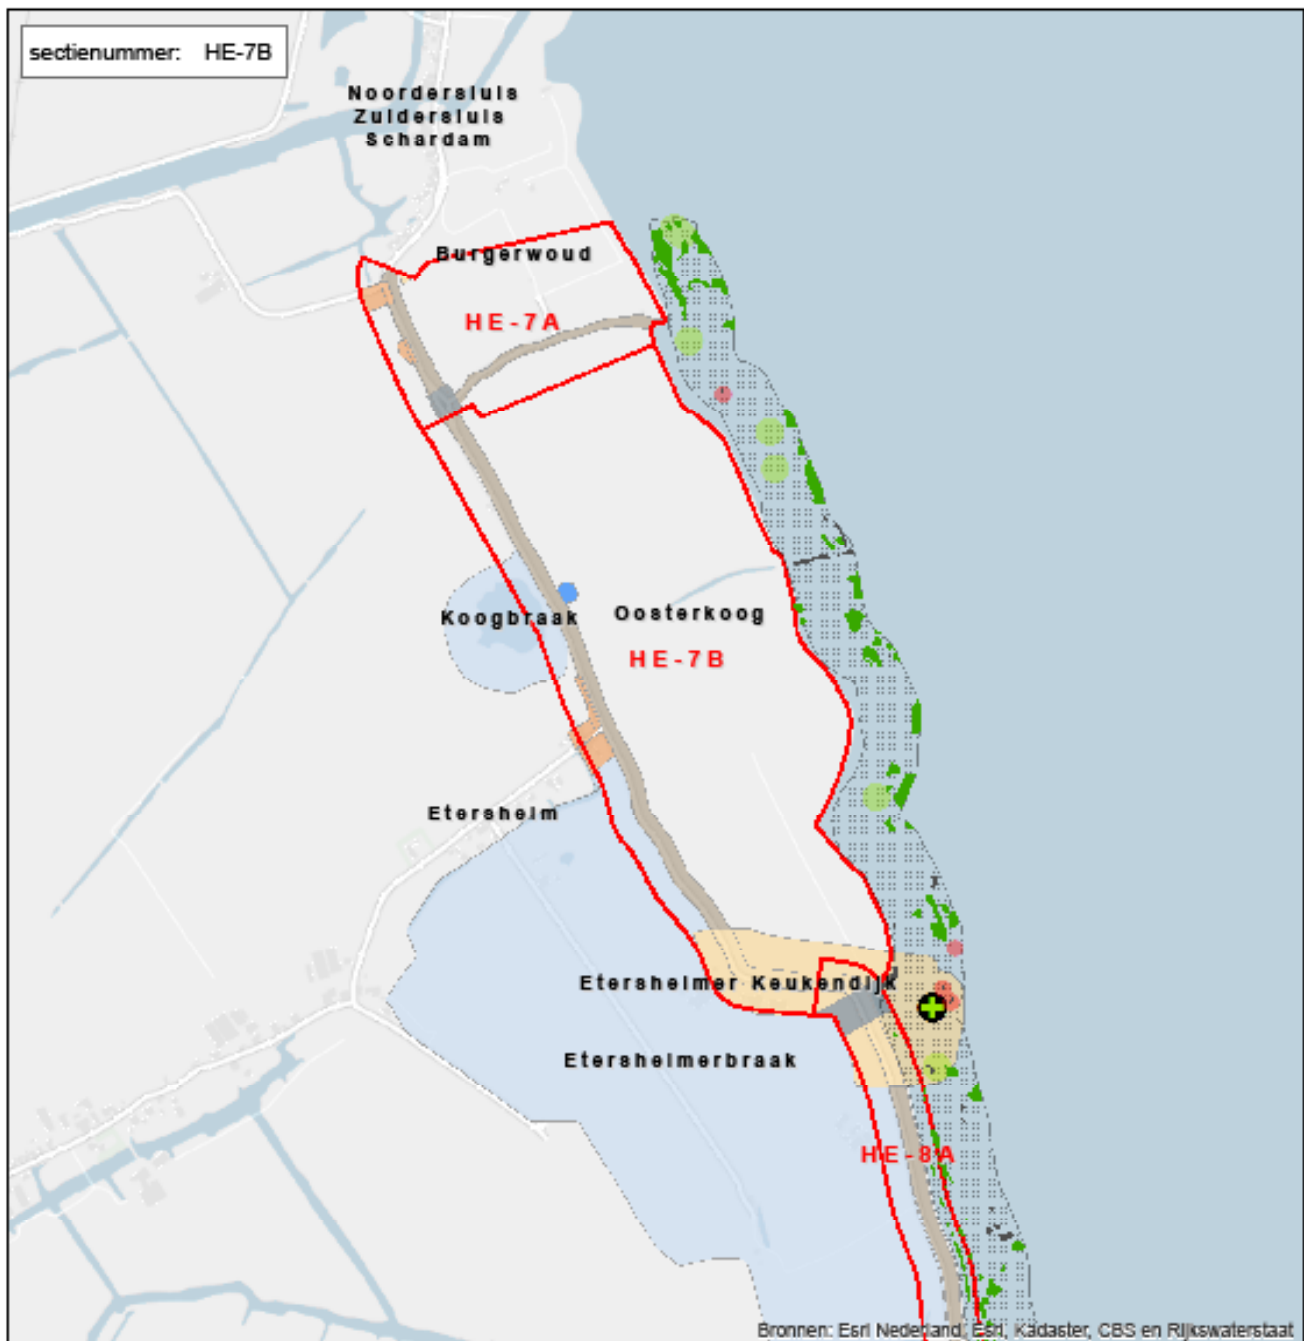 sectienummer: HE-7B
Noordersluis
Zuidersluis
Schardam
Burgerwoud
HE-7A
Koogbraak
Oosterkoog
HE-7B
Etersheim
Etersheimer Keukendijk
Etersheimerbraak
HE-8A
Bronnen: Esri Nederland, Esri, Kadaster, CBS en Rijkswaterstaat